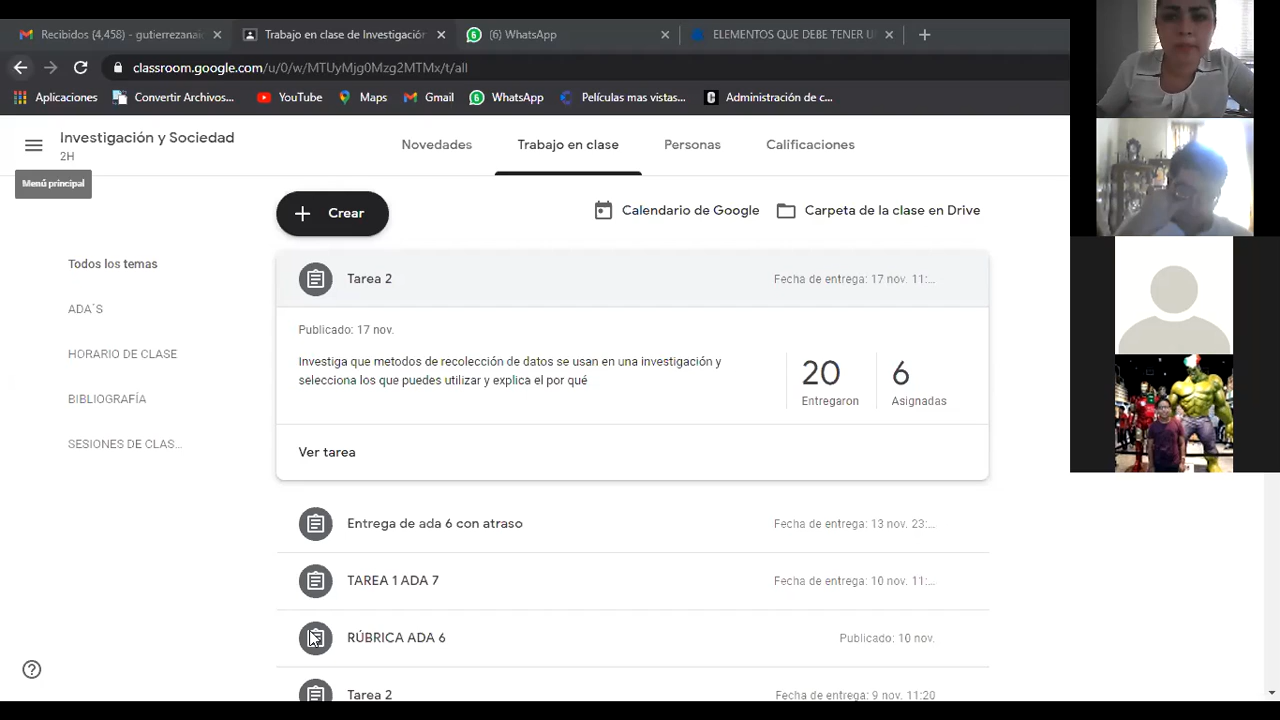 Recibidos (4,458) - gutierrezanai
Trabajo en clase de Investigación
(6) WhatsApp
ELEMENTOS QUE DEBE TENER U
classroom.google.com/u/0/w/MTUyMjg0Mzg2MTMx/t/all
Aplicaciones
Convertir Archivos...
YouTube
Maps
Gmail
WhatsApp
Películas mas vistas...
Administración de c...
Investigación y Sociedad
2H
Novedades
Trabajo en clase
Personas
Calificaciones
Menú principal
Crear
Calendario de Google
Carpeta de la clase en Drive
Todos los temas
ADA´S
HORARIO DE CLASE
BIBLIOGRAFÍA
SESIONES DE CLAS...
Tarea 2
Fecha de entrega: 17 nov. 11:...
Publicado: 17 nov.
Investiga que metodos de recolección de datos se usan en una investigación y
selecciona los que puedes utilizar y explica el por qué
20
Entregaron
6
Asignadas
Ver tarea
Entrega de ada 6 con atraso
Fecha de entrega: 13 nov. 23:...
TAREA 1 ADA 7
Fecha de entrega: 10 nov. 11:...
RÚBRICA ADA 6
Publicado: 10 nov.
Tarea 2
Fecha de entrega: 9 nov. 11:20